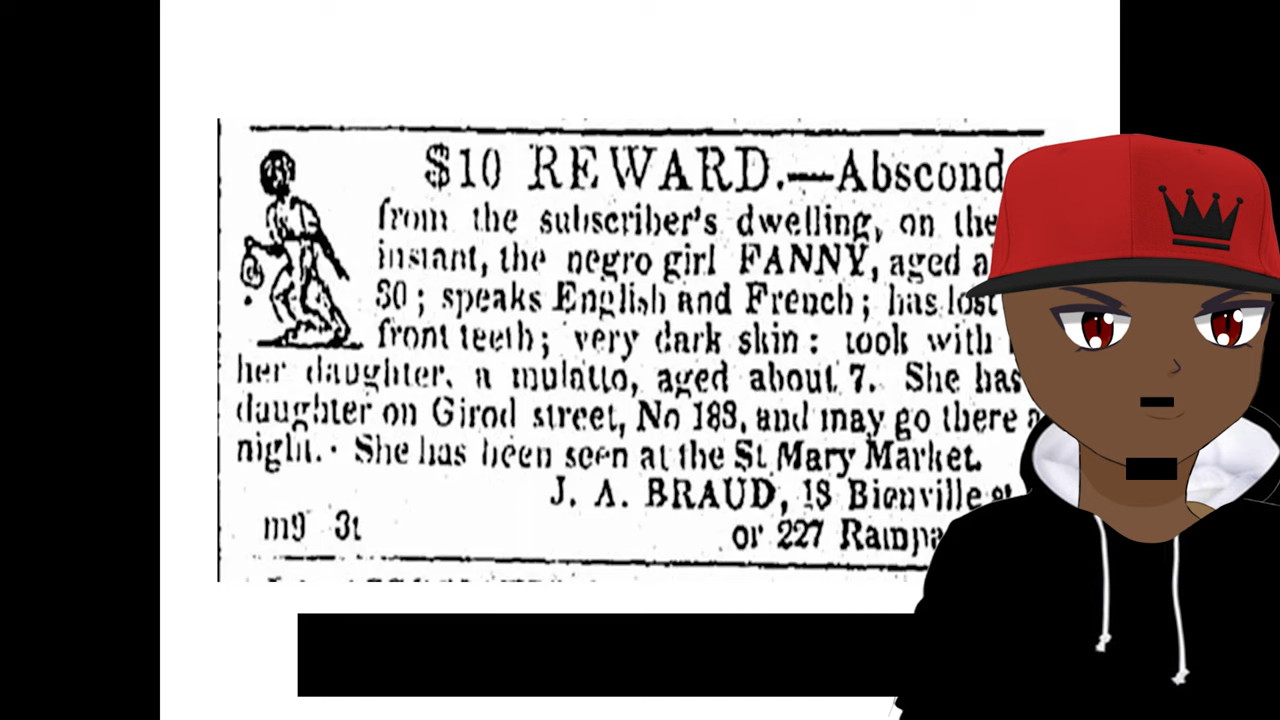 $10 REWARD.—Abscond
from the subscriber's dwelling, on the
instant, the negro girl FANNY, aged a
30; speaks English and French; has lost
front teeth; very dark skin: took with
her daughter, a mulatto, aged about 7. She has
daughter on Girod street, No 188, and may go there a
night. · She has been seen at the St Mary Market.
J. A. BRAUD, 18 Bienville st
or 227 Rampa
m9 3t